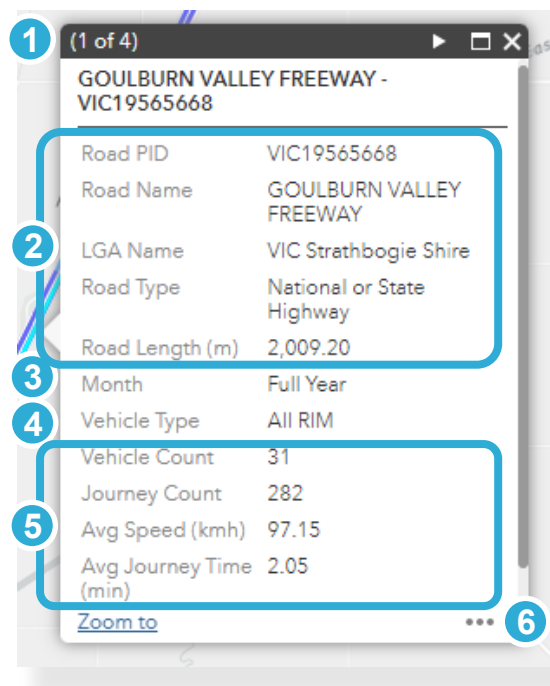 1
(1 of 4)
GOULBURN VALLEY FREEWAY -
VIC19565668
Road PID VIC19565668
Road Name GOULBURN VALLEY
FREEWAY
2
LGA Name VIC Strathbogie Shire
Road Type National or State
Highway
Road Length (m) 2,009.20
3
Month Full Year
4
Vehicle Type All RIM
Vehicle Count 31
Journey Count 282
5
Avg Speed (kmh) 97.15
Avg Journey Time 2.05
(min)
Zoom to
6